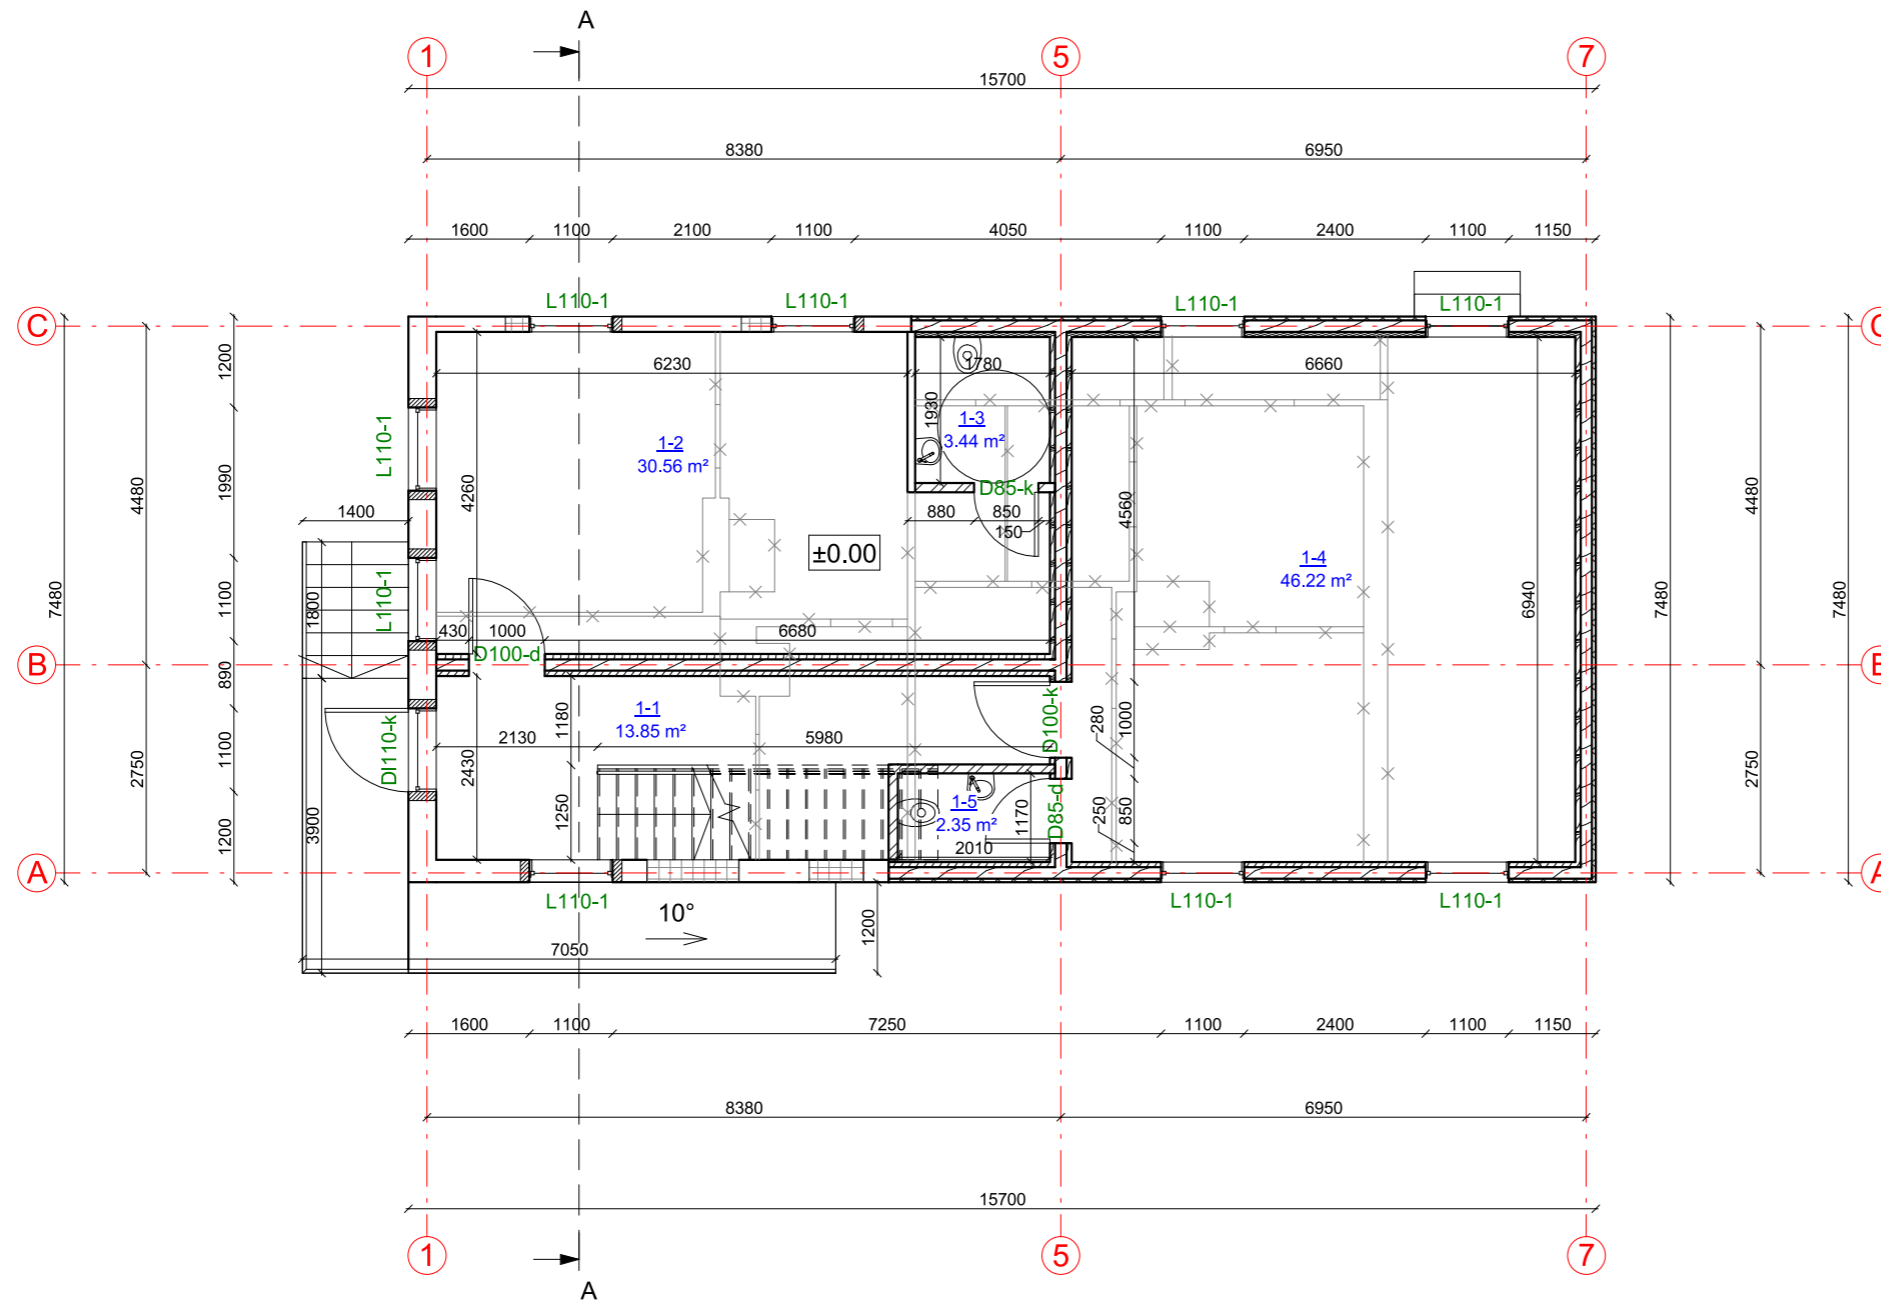 A
1
5
7
15700
8380
6950
1600
1100
2100
1100
4050
1100
2400
1100
1150
L110-1
L110-1
L110-1
L110-1
C
C
6230
1780
6660
1200
1990
1100
890
1100
1200
7480
4480
2750
L110-1
L110-1
DI110-k
1-2
30.56 m²
1-3
3.44 m²
1930
4260
D85-k
880
850
150
4560
±0.00
1-4
46.22 m²
6940
7480
4480
2750
7480
1400
1800
3900
430
1000
6680
D100-d
B
B
1-1
13.85 m²
1180
2130
5980
2430
1250
D100-k
280
1000
1-5
2.35 m²
1170
2010
D85-d
250
850
A
A
L110-1
L110-1
L110-1
10°
7050
1200
1600
1100
7250
1100
2400
1100
1150
8380
6950
15700
1
5
7
A